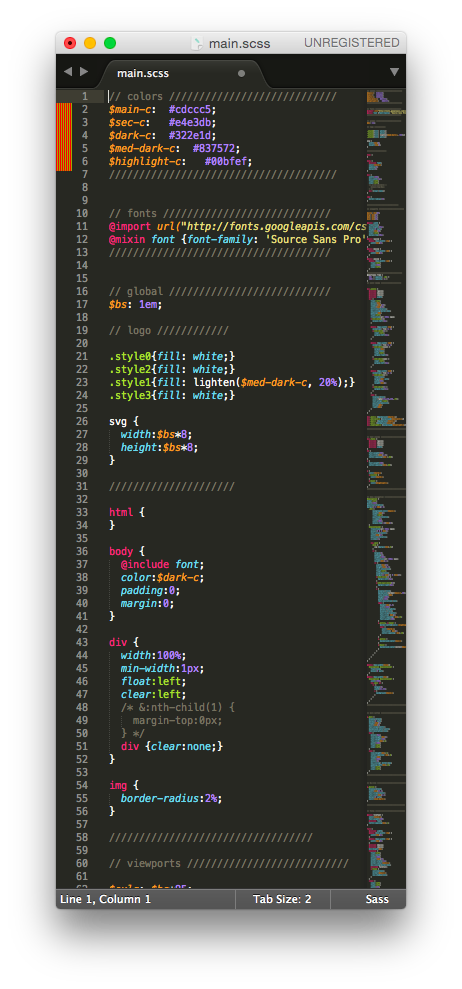 main.scss
UNREGISTERED
main.scss
1 // colors ////////////////////////////
2 $main-c:  #cdccc5;
3 $sec-c:   #e4e3db;
4 $dark-c:  #322e1d;
5 $med-dark-c:  #837572;
6 $highlight-c:   #00bfef;
7 //////////////////////////////////////
8
9
10 // fonts ////////////////////////////
11 @import url("http://fonts.googleapis.com/cs
12 @mixin font {font-family: 'Source Sans Pro'
13 /////////////////////////////////////
14
15
16 // global ///////////////////////////
17 $bs: 1em;
18
19 // logo ////////////
20
21 .style0{fill: white;}
22 .style2{fill: white;}
23 .style1{fill: lighten($med-dark-c, 20%);}
24 .style3{fill: white;}
25
26 svg {
27   width:$bs*8;
28   height:$bs*8;
29 }
30
31 /////////////////////
32
33 html {
34 }
35
36 body {
37   @include font;
38   color:$dark-c;
39   padding:0;
40   margin:0;
41 }
42
43 div {
44   width:100%;
45   min-width:1px;
46   float:left;
47   clear:left;
48   /* &:nth-child(1) {
49     margin-top:0px;
50   } */
51   div {clear:none;}
52 }
53
54 img {
55   border-radius:2%;
56 }
57
58 //////////////////////////////////
59
60 // viewports ///////////////////////////
61
Line 1, Column 1
Tab Size: 2
Sass